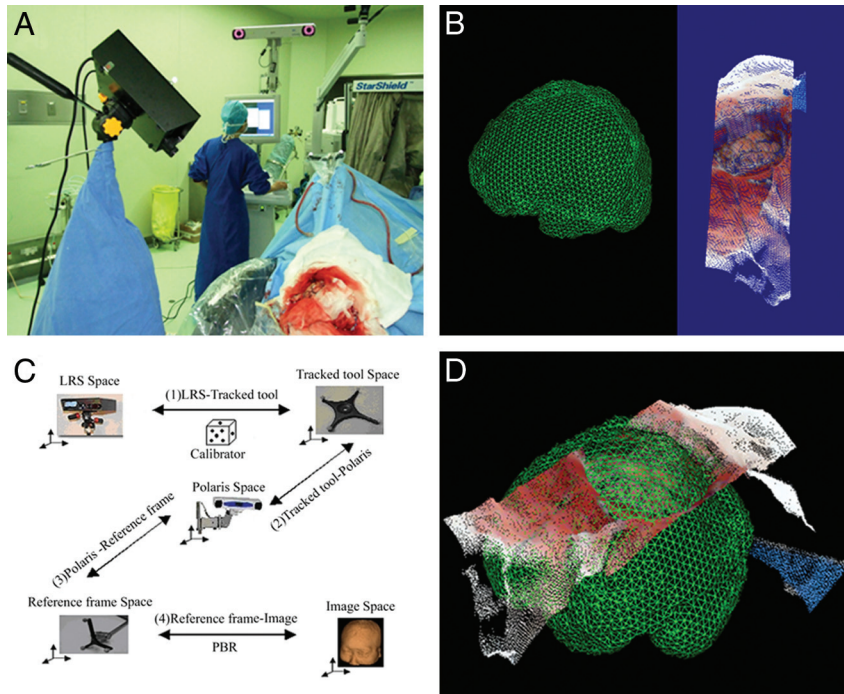 A
StarShield
B
C
LRS Space
(1)LRS-Tracked tool
Tracked tool Space
Calibrator
Polaris Space
(2)Tracked tool-Polaris
(3)Polaris -Reference frame
Reference frame Space
(4)Reference frame-Image
PBR
Image Space
D